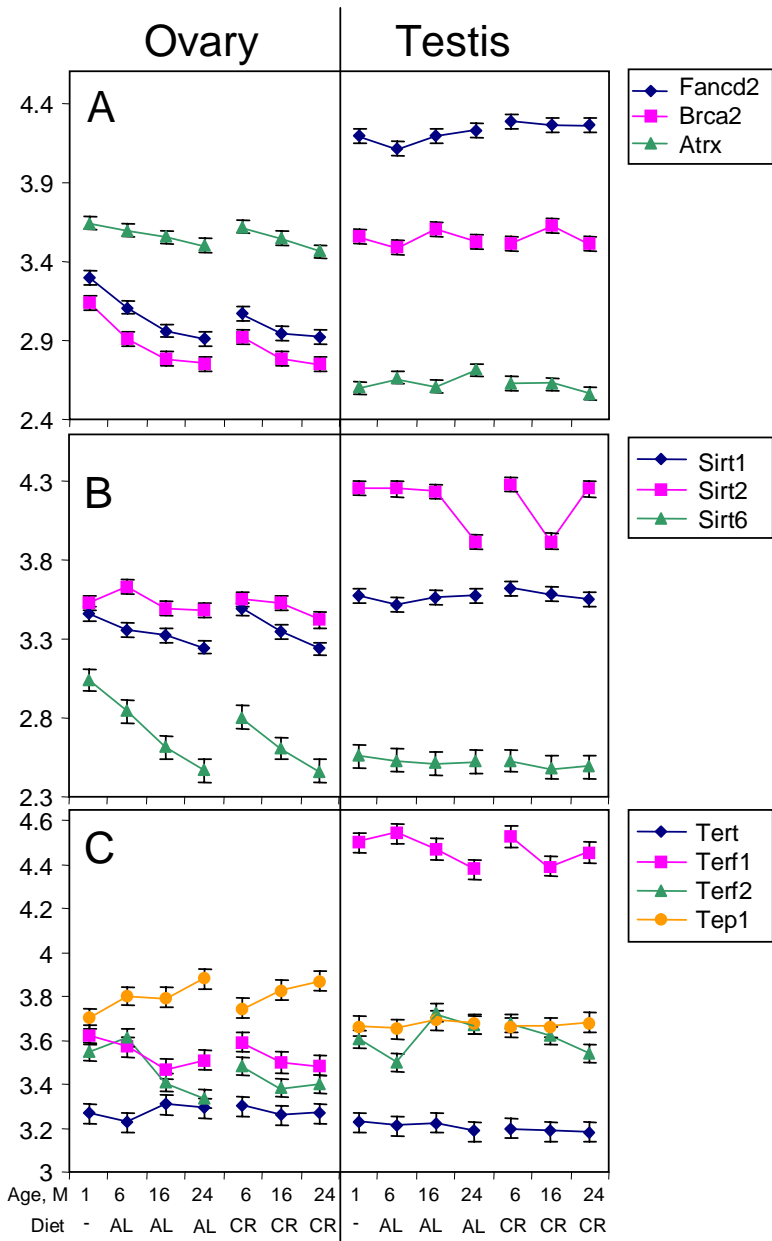 Ovary Testis
A
4.4
3.9
3.4
2.9
2.4
Fancd2
Brca2
Atrx
B
4.3
3.8
3.3
2.8
2.3
Sirt1
Sirt2
Sirt6
C
4.6
4.4
4.2
4
3.8
3.6
3.4
3.2
3
Tert
Terf1
Terf2
Tep1
Age, M 1 6 16 24 6 16 24 1 6 16 24 6 16 24
Diet - AL AL AL CR CR CR - AL AL AL CR CR CR